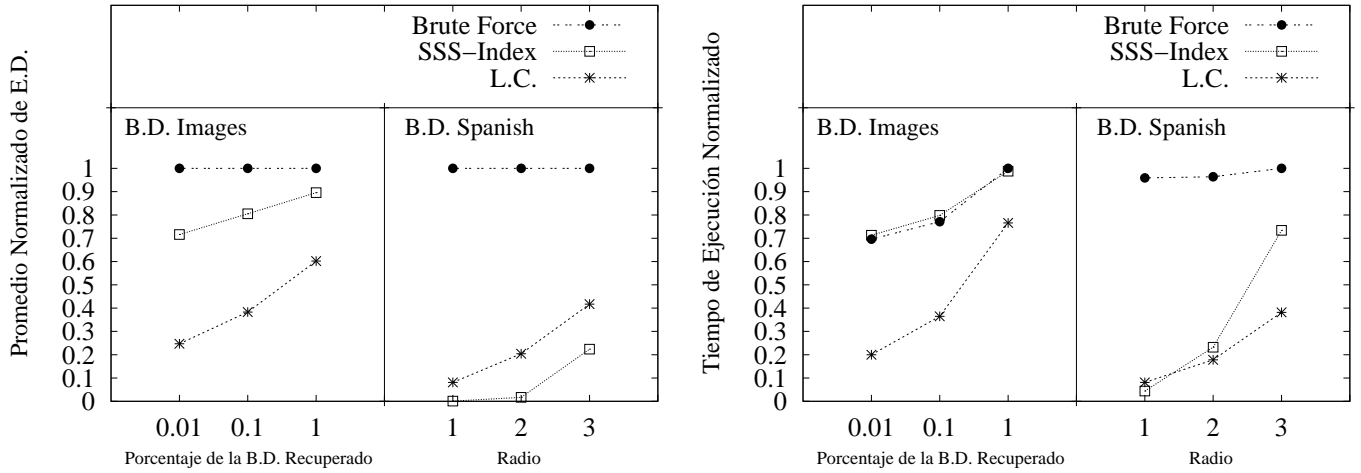 Promedio Normalizado de E.D.
Brute Force
SSS-Index
L.C.
B.D. Images
B.D. Spanish
1
0.9
0.8
0.7
0.6
0.5
0.4
0.3
0.2
0.1
0
0.01 0.1 1
1 2 3
Porcentaje de la B.D. Recuperado
Radio
Tiempo de Ejecución Normalizado
Brute Force
SSS-Index
L.C.
B.D. Images
B.D. Spanish
1
0.9
0.8
0.7
0.6
0.5
0.4
0.3
0.2
0.1
0
0.01 0.1 1
1 2 3
Porcentaje de la B.D. Recuperado
Radio